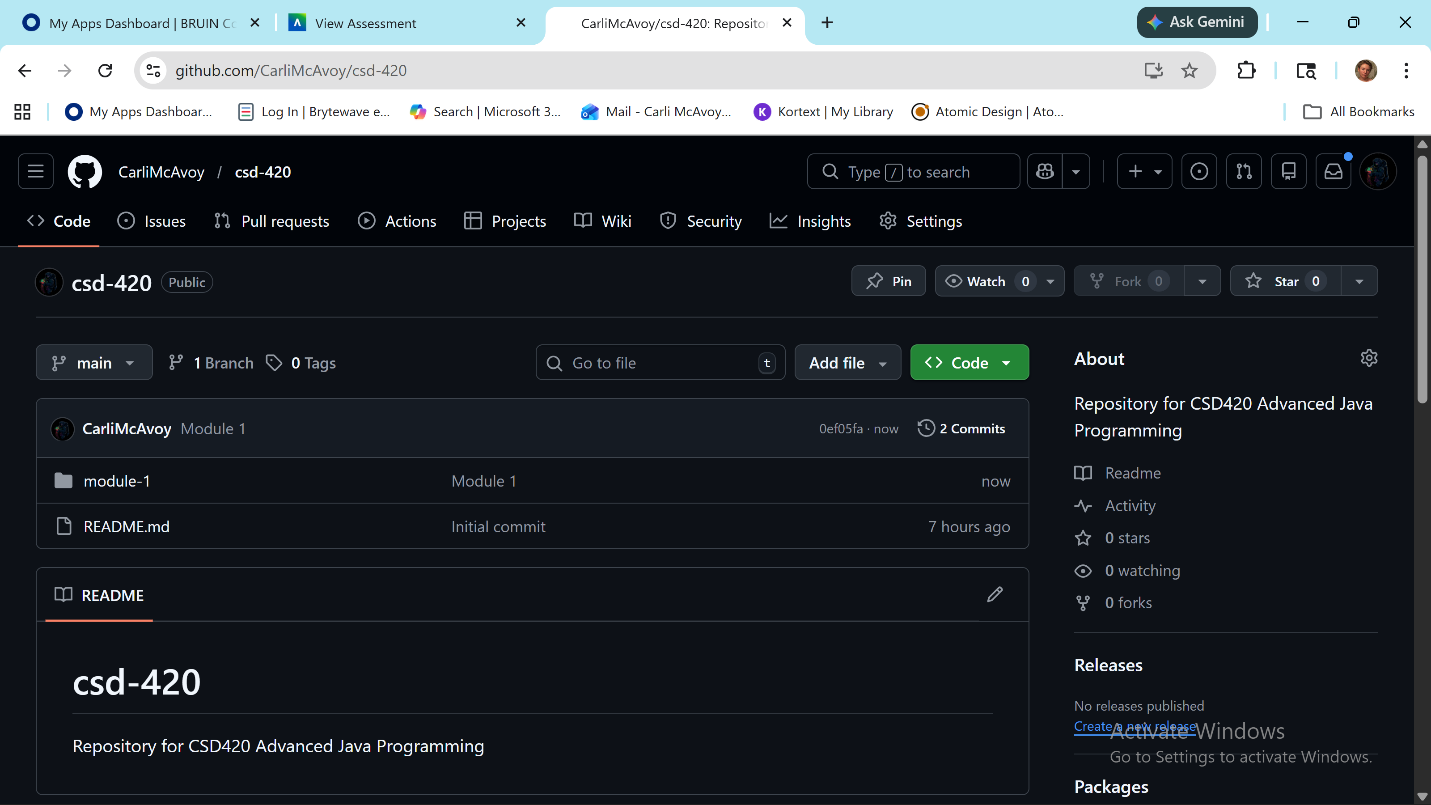 My Apps Dashboard | BRUIN Co
View Assessment
CarliMcAvoy/csd-420: Repositor
Ask Gemini
github.com/CarliMcAvoy/csd-420
My Apps Dashboar...
Log In | Brytewave e...
Search | Microsoft 3...
Mail - Carli McAvoy...
K
Kortext | My Library
Atomic Design | Ato...
All Bookmarks
CarliMcAvoy / csd-420
Type / to search
Code
Issues
Pull requests
Actions
Projects
Wiki
Security
Insights
Settings
csd-420 Public
Pin
Watch 0
Fork 0
Star 0
main
1 Branch
0 Tags
Go to file t
Add file
Code
CarliMcAvoy Module 1
0ef05fa · now
2 Commits
module-1
Module 1
now
README.md
Initial commit
7 hours ago
README
csd-420
Repository for CSD420 Advanced Java Programming
About
Repository for CSD420 Advanced Java
Programming
Readme
Activity
0 stars
0 watching
0 forks
Releases
No releases published
Create a new release
Activate Windows
Go to Settings to activate Windows.
Packages